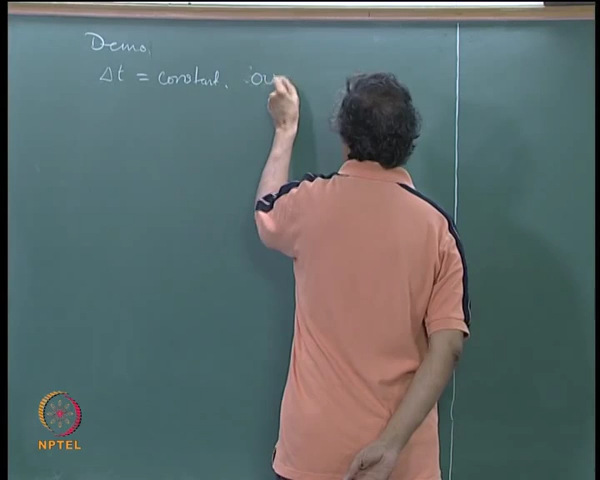 Demo,
Δt = constant.
NPTEL